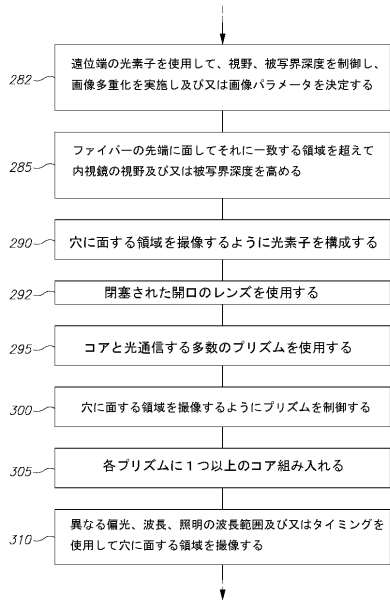 282
遠位端の光素子を使用して、視野、被写界深度を制御し、
画像多重化を実施し及び又は画像パラメータを決定する
285
ファイバーの先端に面してそれに一致する領域を超えて
内視鏡の視野及び又は被写界深度を高める
290
穴に面する領域を撮像するように光素子を構成する
292
閉塞された開口のレンズを使用する
295
コアと光通信する多数のプリズムを使用する
300
穴に面する領域を撮像するようにプリズムを制御する
305
各プリズムに1つ以上のコア組み入れる
310
異なる偏光、波長、照明の波長範囲及び又はタイミングを
使用して穴に面する領域を撮像する